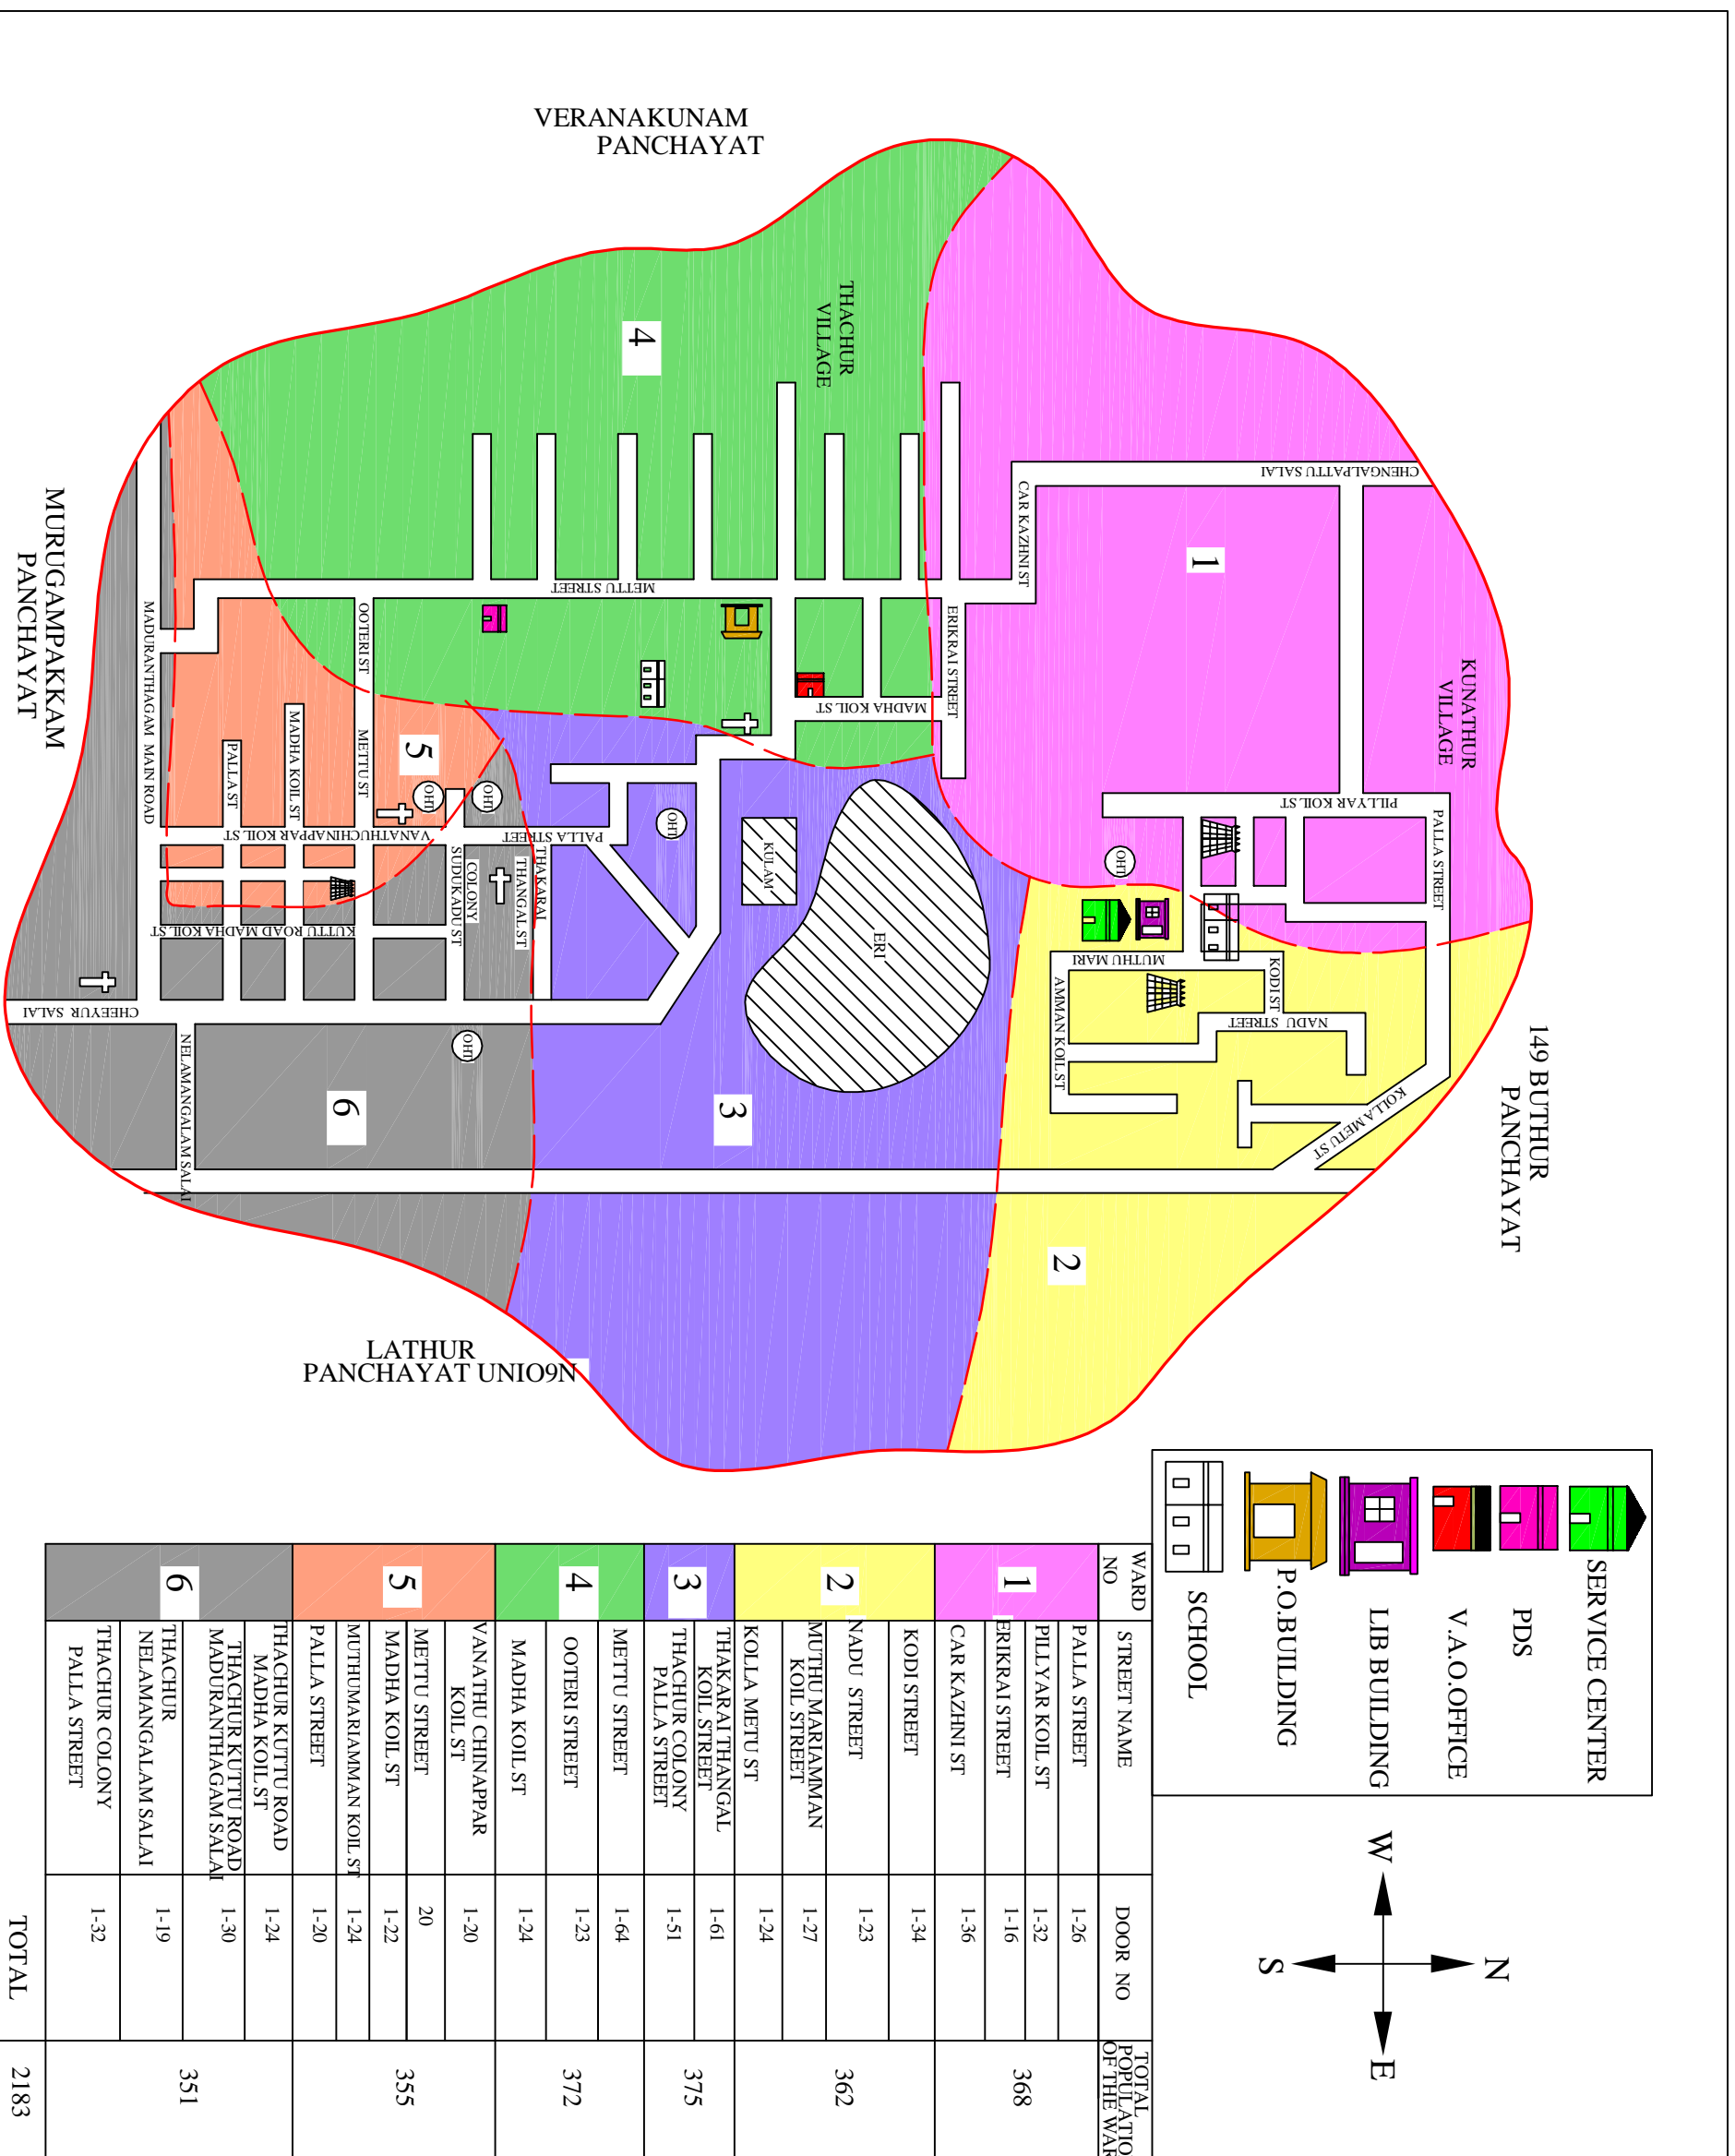 VERANAKUNAM
PANCHAYAT
149 BUTHUR
PANCHAYAT
MURUGAMPAKKAM
PANCHAYAT
LATHUR
PANCHAYAT UNIO9N
KUNATHUR
VILLAGE
THACHUR
VILLAGE
1
2
3
4
5
6
CHENGALPATTU SALAI
CAR KAZHNI ST
ERIKRAI STREET
PILLYAR KOIL ST
PALLA STREET
OHT
KODI ST
NADU STREET
MUTHU MARI
AMMAN KOIL ST
KOLLA METU ST
METTU STREET
MADHA KOIL ST
ERI
KULAM
OHT
PALLA STREET
THAKARAI
THANGAL ST
COLONY
SUDUKADU ST
OHT
OHT
OOTERI ST
METTU ST
MADHA KOIL ST
PALLA ST
VANATHUCHINAPPAR KOIL ST
KUTTU ROAD MADHA KOIL ST
MADURANTHAGAM MAIN ROAD
CHEEYUR SALAI
NELAMANGALAM SALAI
OHT
SERVICE CENTER
PDS
V.A.O.OFFICE
LIB BUILDING
P.O.BUILDING
SCHOOL
N
W
E
S
WARD NO STREET NAME DOOR NO TOTAL
1 PALLA STREET 1-26 368
PILLYAR KOIL ST 1-32
ERIKRAI STREET 1-16
CAR KAZHNI ST 1-36
2 KODI STREET 1-34 362
NADU STREET 1-23
MUTHU MARIAMMAN
KOIL STREET 1-27
KOLLA METU ST 1-24
3 THAKARAI THANGAL
KOIL STREET 1-61 375
THACHUR COLONY
PALLA STREET 1-51
4 METTU STREET 1-64 372
OOTERI STREET 1-23
MADHA KOIL ST 1-24
5 VANATHU CHINAPPAR
KOIL ST 1-20 355
METTU STREET 20
MADHA KOIL ST 1-22
MUTHUMARIAMMAN KOIL ST 1-24
PALLA STREET 1-20
6 THACHUR KUTTU ROAD
MADHA KOIL ST 1-24 351
THACHUR KUTTU ROAD
MADURANTHAGAM SALAI 1-30
THACHUR
NELAMANGALAM SALAI 1-19
THACHUR COLONY
PALLA STREET 1-32
TOTAL 2183